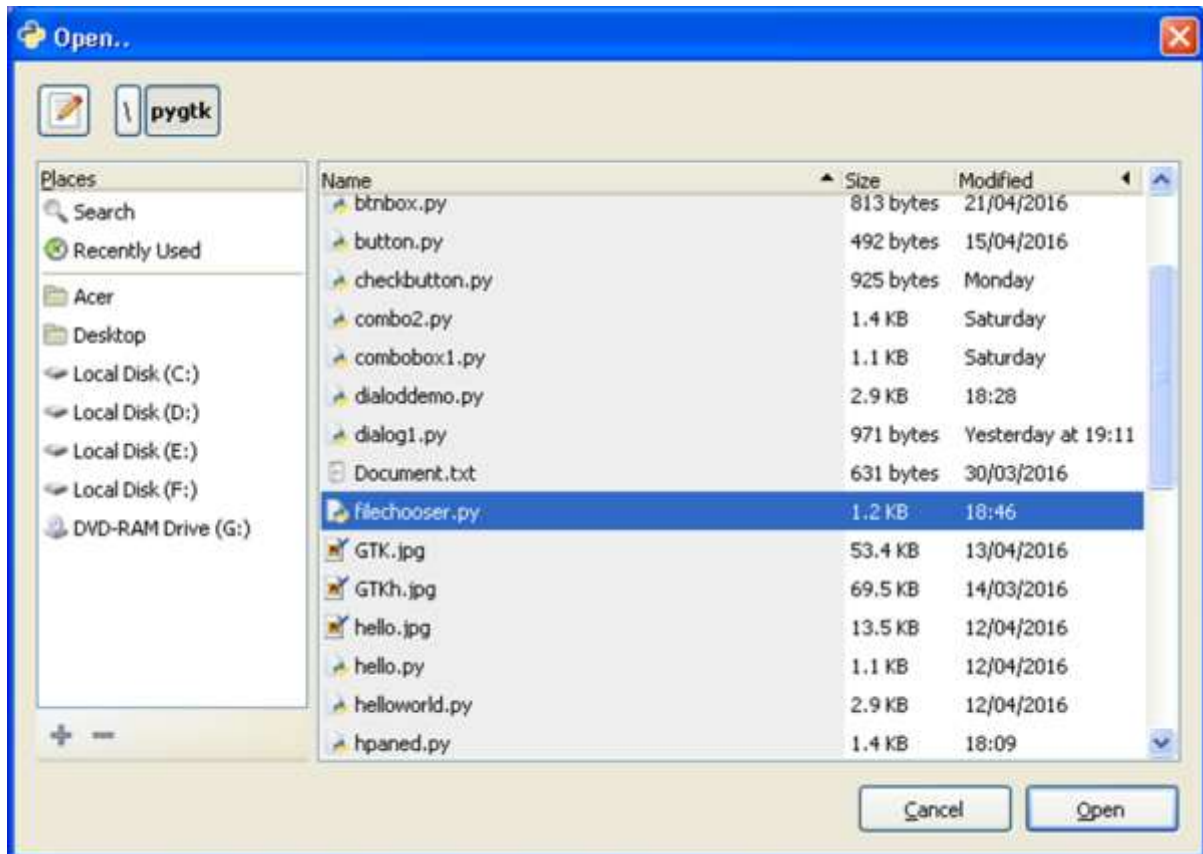 Open..
\ pygtk
Places
Search
Recently Used
Acer
Desktop
Local Disk (C:)
Local Disk (D:)
Local Disk (E:)
Local Disk (F:)
DVD-RAM Drive (G:)
Name Size Modified
btnbox.py 813 bytes 21/04/2016
button.py 492 bytes 15/04/2016
checkbutton.py 925 bytes Monday
combo2.py 1.4 KB Saturday
combobox1.py 1.1 KB Saturday
dialoddemo.py 2.9 KB 18:28
dialog1.py 971 bytes Yesterday at 19:11
Document.txt 631 bytes 30/03/2016
filechooser.py 1.2 KB 18:46
GTK.jpg 53.4 KB 13/04/2016
GTKh.jpg 69.5 KB 14/03/2016
hello.jpg 13.5 KB 12/04/2016
hello.py 1.1 KB 12/04/2016
helloworld.py 2.9 KB 12/04/2016
hpaned.py 1.4 KB 18:09
Cancel Open